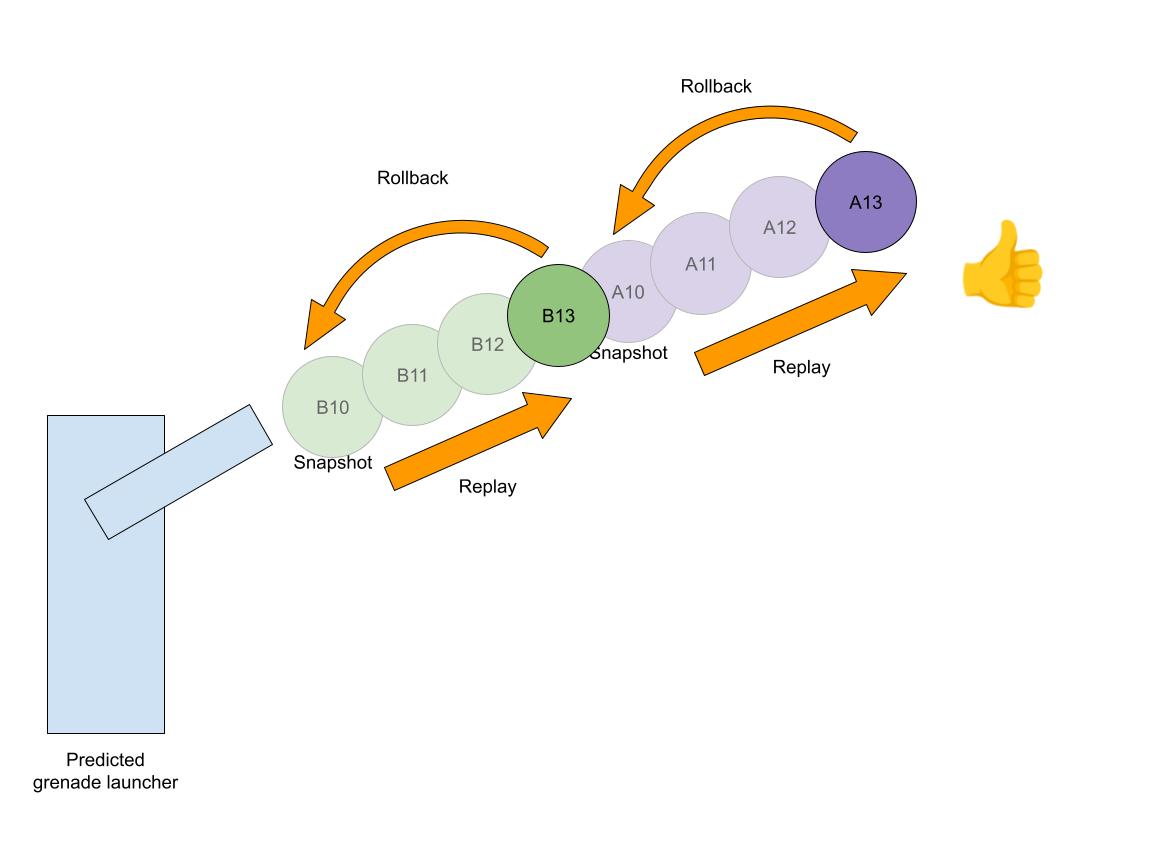 Rollback
Rollback
A13
A12
A11
A10
B13
B12
B11
B10
Snapshot
Replay
Snapshot
Replay
Predicted
grenade launcher